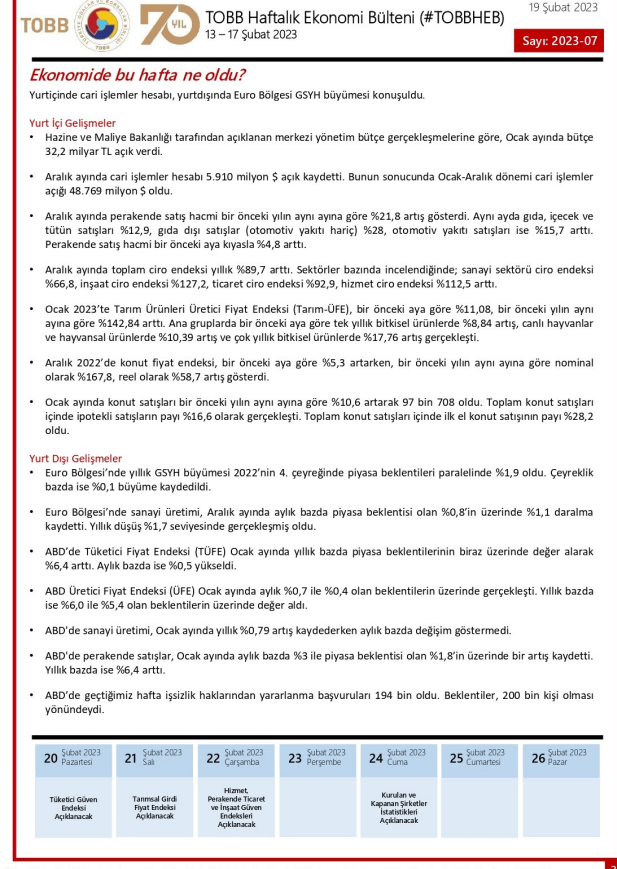 TOBB
TOBB
70 YIL
TOBB Haftalık Ekonomi Bülteni (#TOBBHEB)
13 – 17 Şubat 2023
19 Şubat 2023
Sayı: 2023-07
Ekonomide bu hafta ne oldu?
Yurtiçinde cari işlemler hesabı, yurtdışında Euro Bölgesi GSYH büyümesi konuşuldu.
Yurt İçi Gelişmeler
• Hazine ve Maliye Bakanlığı tarafından açıklanan merkezi yönetim bütçe gerçekleşmelerine göre, Ocak ayında bütçe
32,2 milyar TL açık verdi.
• Aralık ayında cari işlemler hesabı 5.910 milyon $ açık kaydetti. Bunun sonucunda Ocak-Aralık dönemi cari işlemler
açığı 48.769 milyon $ oldu.
• Aralık ayında perakende satış hacmi bir önceki yılın aynı ayına göre %21,8 artış gösterdi. Aynı ayda gıda, içecek ve
tütün satışları %12,9, gıda dışı satışlar (otomotiv yakıtı hariç) %28, otomotiv yakıtı satışları ise %15,7 arttı.
Perakende satış hacmi bir önceki aya kıyasla %4,8 arttı.
• Aralık ayında toplam ciro endeksi yıllık %89,7 arttı. Sektörler bazında incelendiğinde; sanayi sektörü ciro endeksi
%66,8, inşaat ciro endeksi %127,2, ticaret ciro endeksi %92,9, hizmet ciro endeksi %112,5 arttı.
• Ocak 2023’te Tarım Ürünleri Üretici Fiyat Endeksi (Tarım-ÜFE), bir önceki aya göre %11,08, bir önceki yılın aynı
ayına göre %142,84 arttı. Ana gruplarda bir önceki aya göre tek yıllık bitkisel ürünlerde %8,84 artış, canlı hayvanlar
ve hayvansal ürünlerde %10,39 artış ve çok yıllık bitkisel ürünlerde %17,76 artış gerçekleşti.
• Aralık 2022’de konut fiyat endeksi, bir önceki aya göre %5,3 artarken, bir önceki yılın aynı ayına göre nominal
olarak %167,8, reel olarak %58,7 artış gösterdi.
• Ocak ayında konut satışları bir önceki yılın aynı ayına göre %10,6 artarak 97 bin 708 oldu. Toplam konut satışları
içinde ipotekli satışların payı %16,6 olarak gerçekleşti. Toplam konut satışları içinde ilk el konut satışının payı %28,2
oldu.
Yurt Dışı Gelişmeler
• Euro Bölgesi’nde yıllık GSYH büyümesi 2022’nin 4. çeyreğinde piyasa beklentileri paralelinde %1,9 oldu. Çeyreklik
bazda ise %0,1 büyüme kaydedildi.
• Euro Bölgesi’nde sanayi üretimi, Aralık ayında aylık bazda piyasa beklentisi olan %0,8’in üzerinde %1,1 daralma
kaydetti. Yıllık düşüş %1,7 seviyesinde gerçekleşmiş oldu.
• ABD’de Tüketici Fiyat Endeksi (TÜFE) Ocak ayında yıllık bazda piyasa beklentilerinin biraz üzerinde değer alarak
%6,4 arttı. Aylık bazda ise %0,5 yükseldi.
• ABD Üretici Fiyat Endeksi (ÜFE) Ocak ayında aylık %0,7 ile %0,4 olan beklentilerin üzerinde gerçekleşti. Yıllık bazda
ise %6,0 ile %5,4 olan beklentilerin üzerinde değer aldı.
• ABD'de sanayi üretimi, Ocak ayında yıllık %0,79 artış kaydederken aylık bazda değişim göstermedi.
• ABD'de perakende satışlar, Ocak ayında aylık bazda %3 ile piyasa beklentisi olan %1,8’in üzerinde bir artış kaydetti.
Yıllık bazda ise %6,4 arttı.
• ABD’de geçtiğimiz hafta işsizlik haklarından yararlanma başvuruları 194 bin oldu. Beklentiler, 200 bin kişi olması
yönündeydi.
20 Şubat 2023 Pazartesi
21 Şubat 2023 Salı
22 Şubat 2023 Çarşamba
23 Şubat 2023 Perşembe
24 Şubat 2023 Cuma
25 Şubat 2023 Cumartesi
26 Şubat 2023 Pazar
Tüketici Güven
Endeksi
Açıklanacak
Tarımsal Girdi
Fiyat Endeksi
Açıklanacak
Hizmet,
Perakende Ticaret
ve İnşaat Güven
Endeksleri
Açıklanacak
Kurulan ve
Kapanan Şirketler
İstatistikleri
Açıklanacak